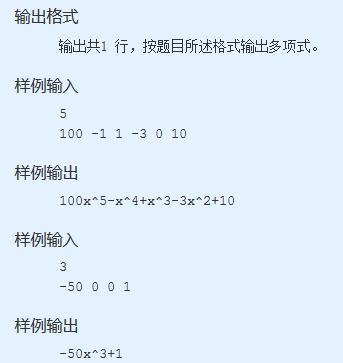 输出格式
输出共1 行，按题目所述格式输出多项式。
样例输入
5
100 -1 1 -3 0 10
样例输出
100x^5-x^4+x^3-3x^2+10
样例输入
3
-50 0 0 1
样例输出
-50x^3+1